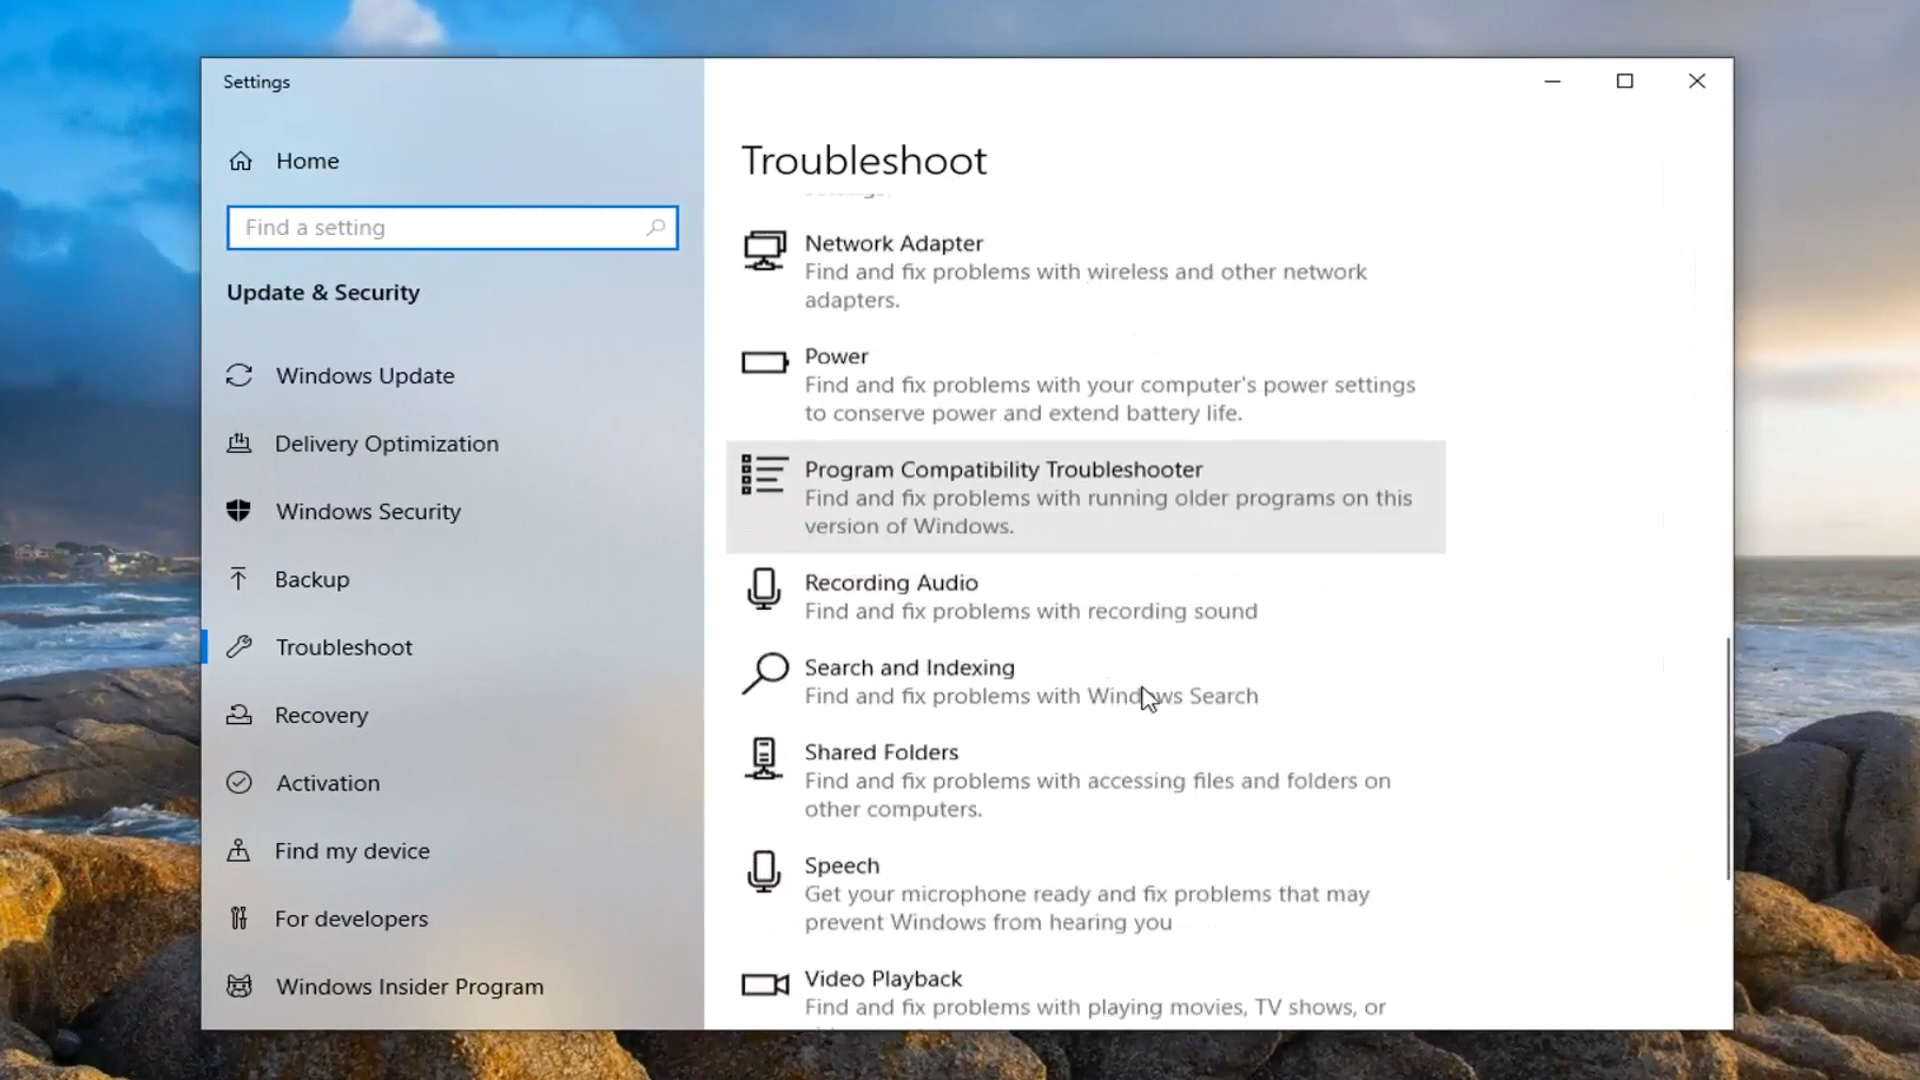 Settings
Home
Find a setting
Update & Security
Windows Update
Delivery Optimization
Windows Security
Backup
Troubleshoot
Recovery
Activation
Find my device
For developers
Windows Insider Program
Troubleshoot
Network Adapter
Find and fix problems with wireless and other network
adapters.
Power
Find and fix problems with your computer's power settings
to conserve power and extend battery life.
Program Compatibility Troubleshooter
Find and fix problems with running older programs on this
version of Windows.
Recording Audio
Find and fix problems with recording sound
Search and Indexing
Find and fix problems with Windows Search
Shared Folders
Find and fix problems with accessing files and folders on
other computers.
Speech
Get your microphone ready and fix problems that may
prevent Windows from hearing you
Video Playback
Find and fix problems with playing movies, TV shows, or